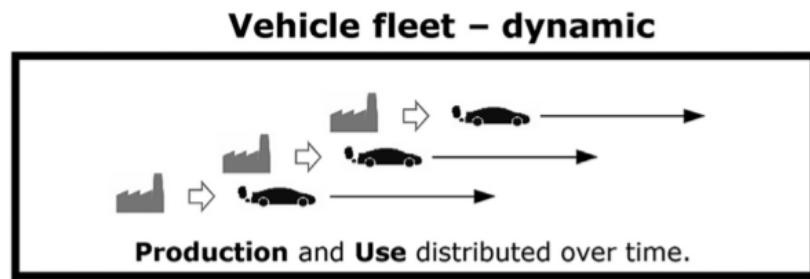 Vehicle fleet – dynamic
Production and Use distributed over time.